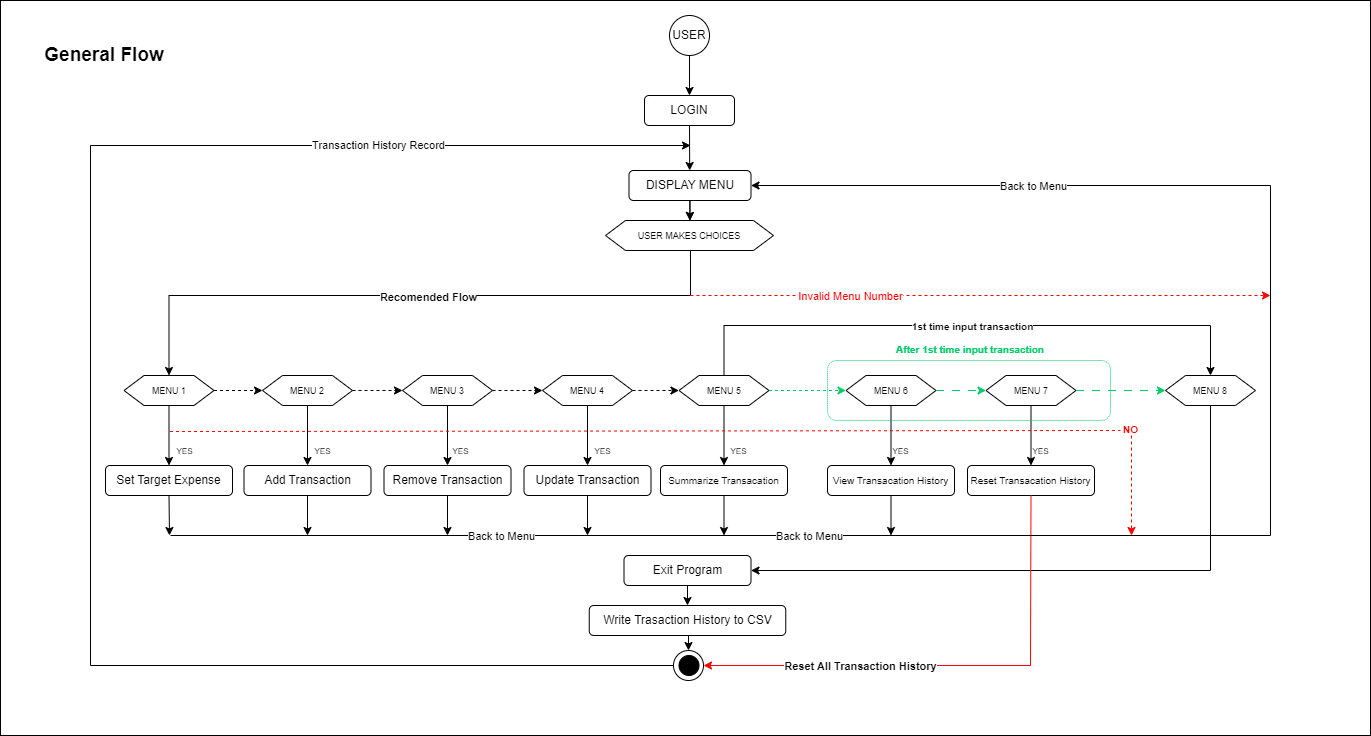 USER
General Flow
LOGIN
Transaction History Record
DISPLAY MENU
Back to Menu
USER MAKES CHOICES
Recomended Flow
Invalid Menu Number
1st time input transaction
After 1st time input transaction
MENU 1
MENU 2
MENU 3
MENU 4
MENU 5
MENU 6
MENU 7
MENU 8
NO
YES
YES
YES
YES
YES
YES
YES
Set Target Expense
Add Transaction
Remove Transaction
Update Transaction
Summarize Transacation
View Transacation History
Reset Transacation History
Back to Menu
Back to Menu
Exit Program
Write Trasaction History to CSV
Reset All Transaction History